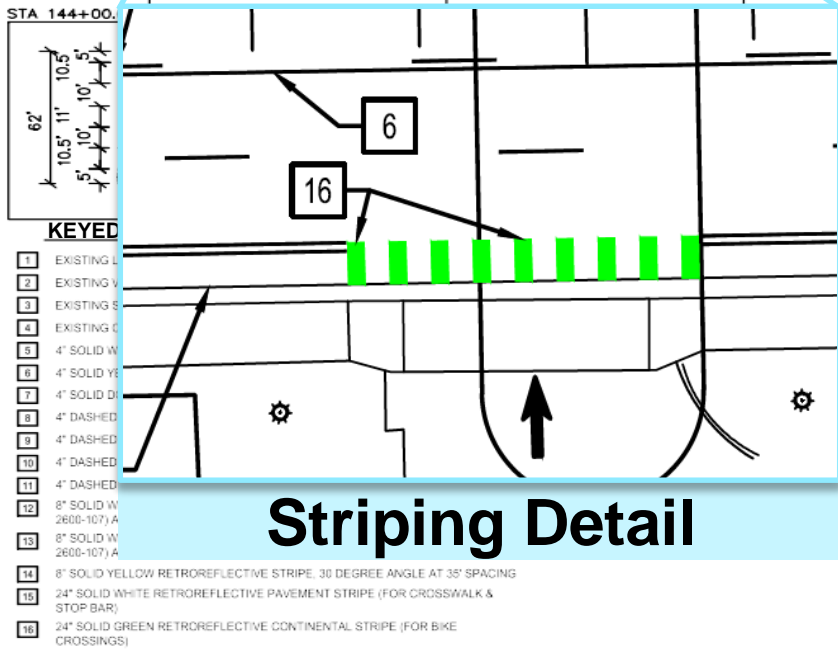 STA 144+00.
62'
10.5' 11' 10.5'
5' 10' 10' 5'
6
16
KEYED
1 EXISTING L
2 EXISTING
3 EXISTING S
4 EXISTING
5 4" SOLID W
6 4" SOLID YE
7 4" SOLID D
8 4" DASHED
9 4" DASHED
10 4" DASHED
11 4" DASHED
12 8" SOLID W
2600-107) A
13 8" SOLID W
2600-107) A
Striping Detail
14 8" SOLID YELLOW RETROREFLECTIVE STRIPE, 30 DEGREE ANGLE AT 35' SPACING
15 24" SOLID WHITE RETROREFLECTIVE PAVEMENT STRIPE (FOR CROSSWALK &
STOP BAR)
16 24" SOLID GREEN RETROREFLECTIVE CONTINENTAL STRIPE (FOR BIKE
CROSSINGS)